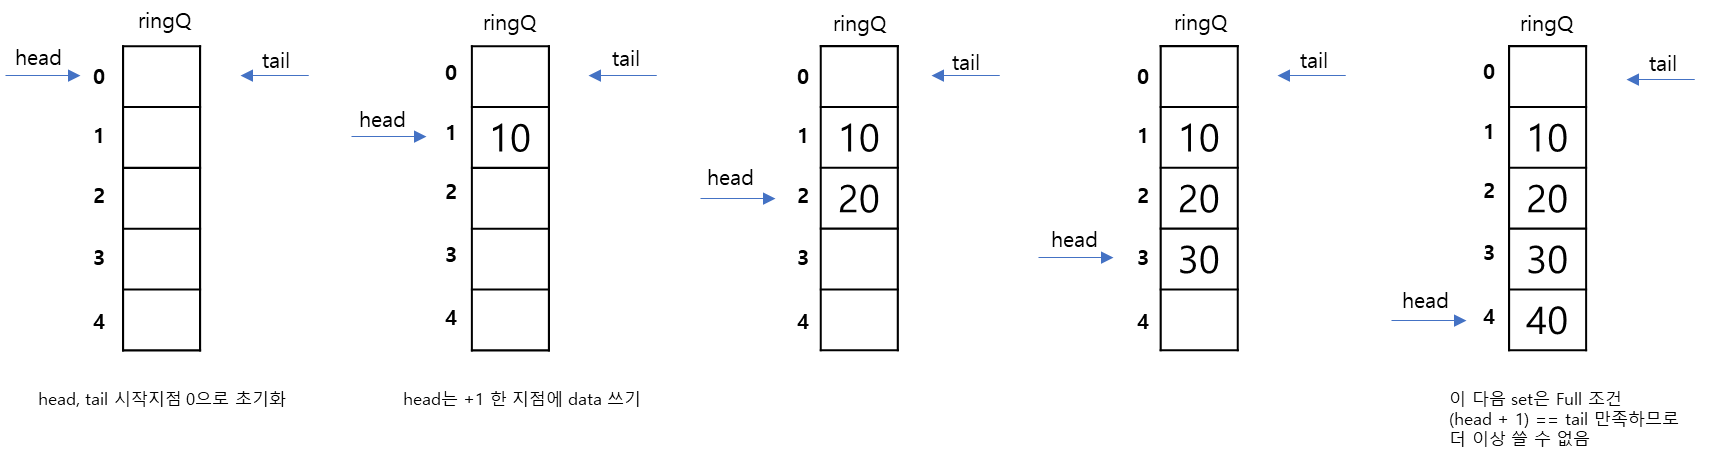 ringQ
head
tail
0
1
2
3
4
head, tail 시작지점 0으로 초기화
ringQ
tail
head
0
1
10
2
3
4
head는 +1 한 지점에 data 쓰기
ringQ
tail
head
0
1
10
2
20
3
4
ringQ
tail
head
0
1
10
2
20
3
30
4
ringQ
tail
head
0
1
10
2
20
3
30
4
40
이 다음 set은 Full 조건
(head + 1) == tail 만족하므로
더 이상 쓸 수 없음